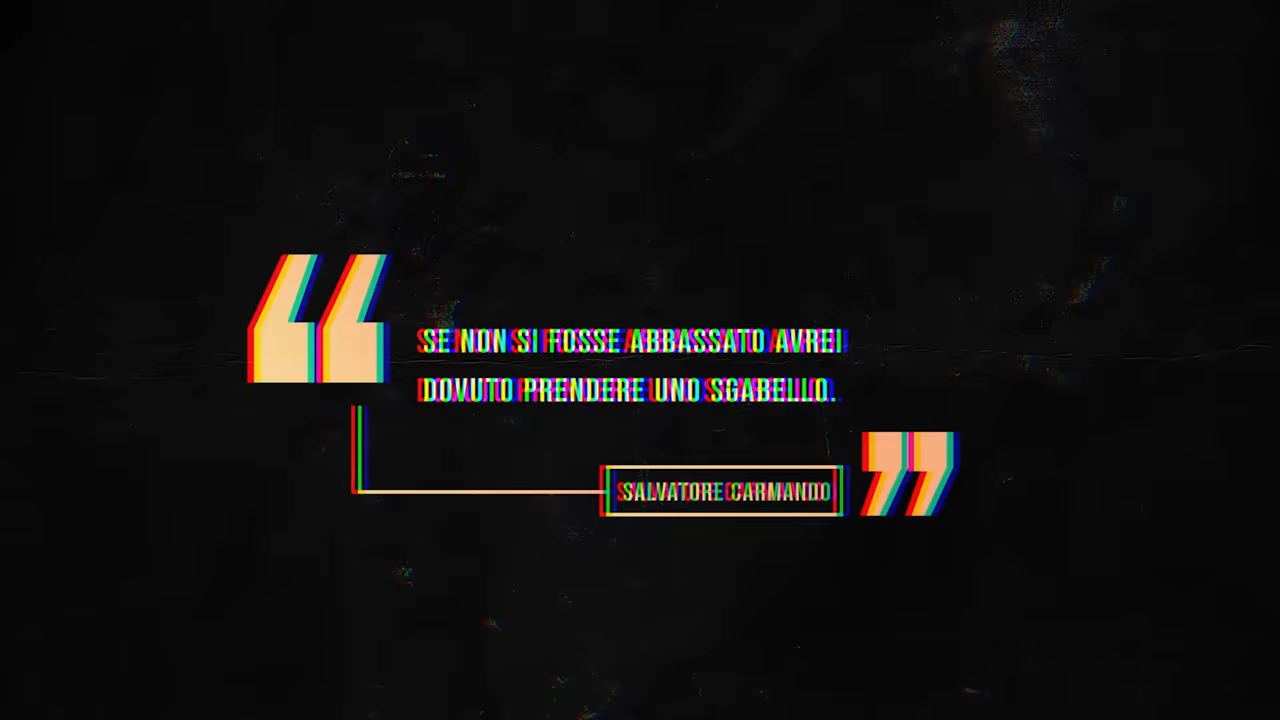 SE NON SI FOSSE ABBASSATO AVREI
DOVUTO PRENDERE UNO SGABELLO.
SALVATORE CARMANDO